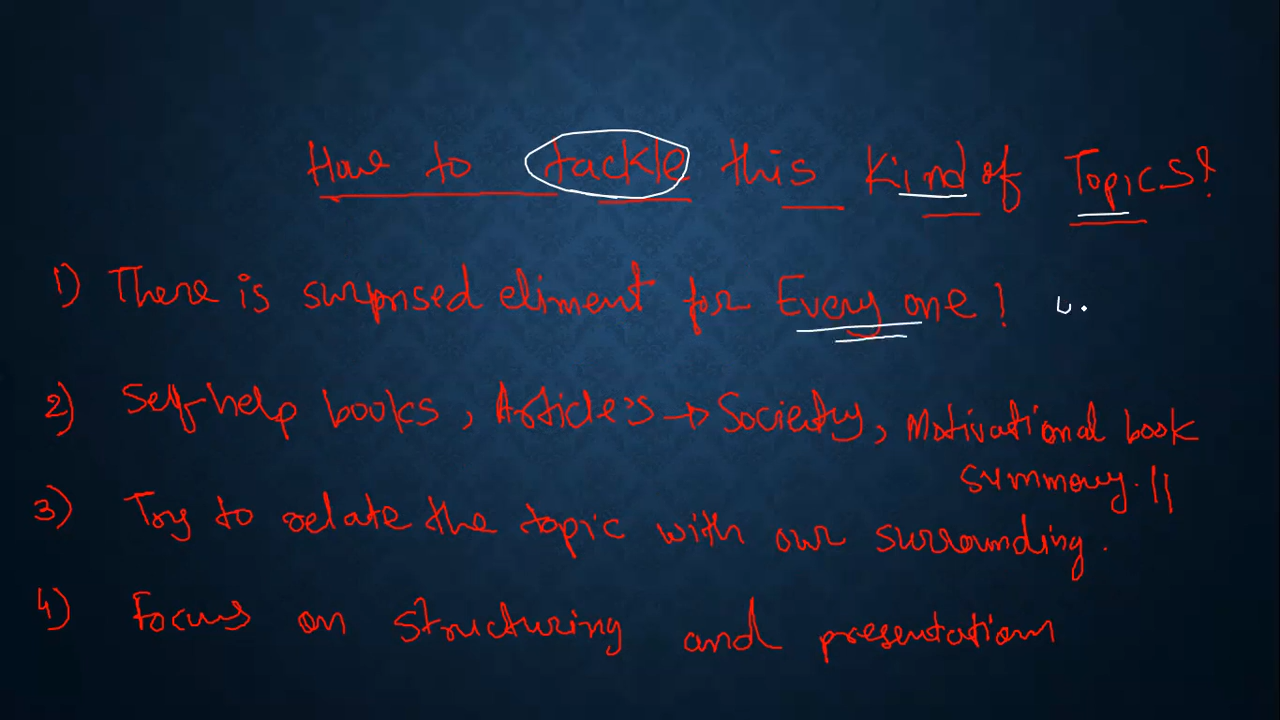 How to tackle this Kind of Topics?
1) There is surprised eliment for Every one!
2) Self-help books, Article's → Society, Motivational book
summary. ||
3) Try to relate the topic with our surrounding.
4) Focus on structuring and presentation